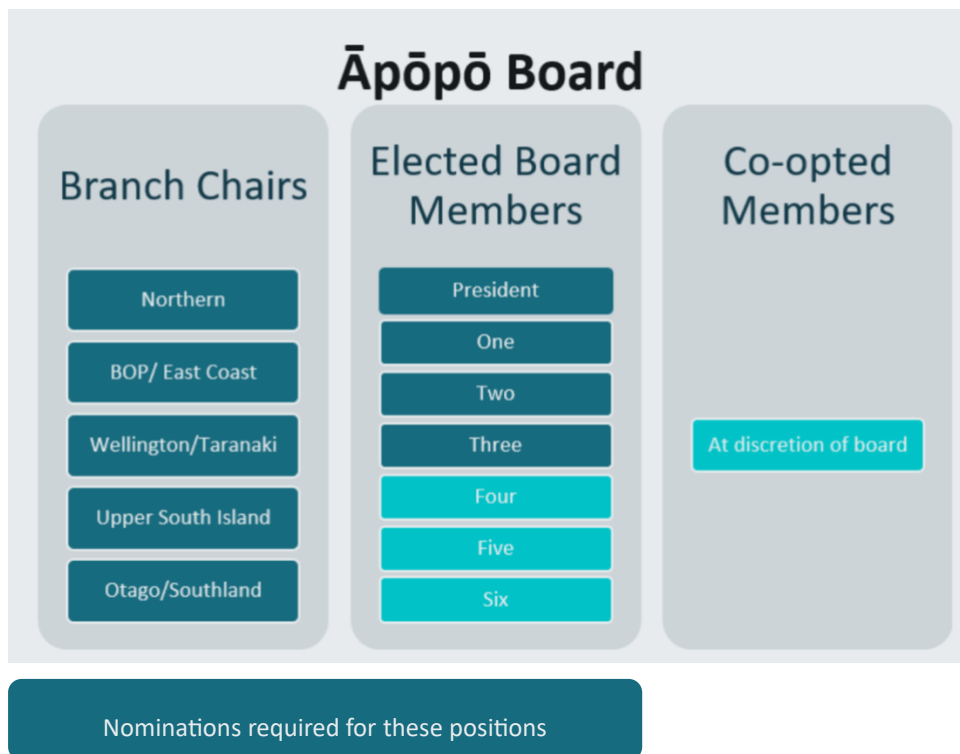 Āpōpō Board
Branch Chairs
Northern
BOP/ East Coast
Wellington/Taranaki
Upper South Island
Otago/Southland
Elected Board
Members
President
One
Two
Three
Four
Five
Six
Co-opted
Members
At discretion of board
Nominations required for these positions